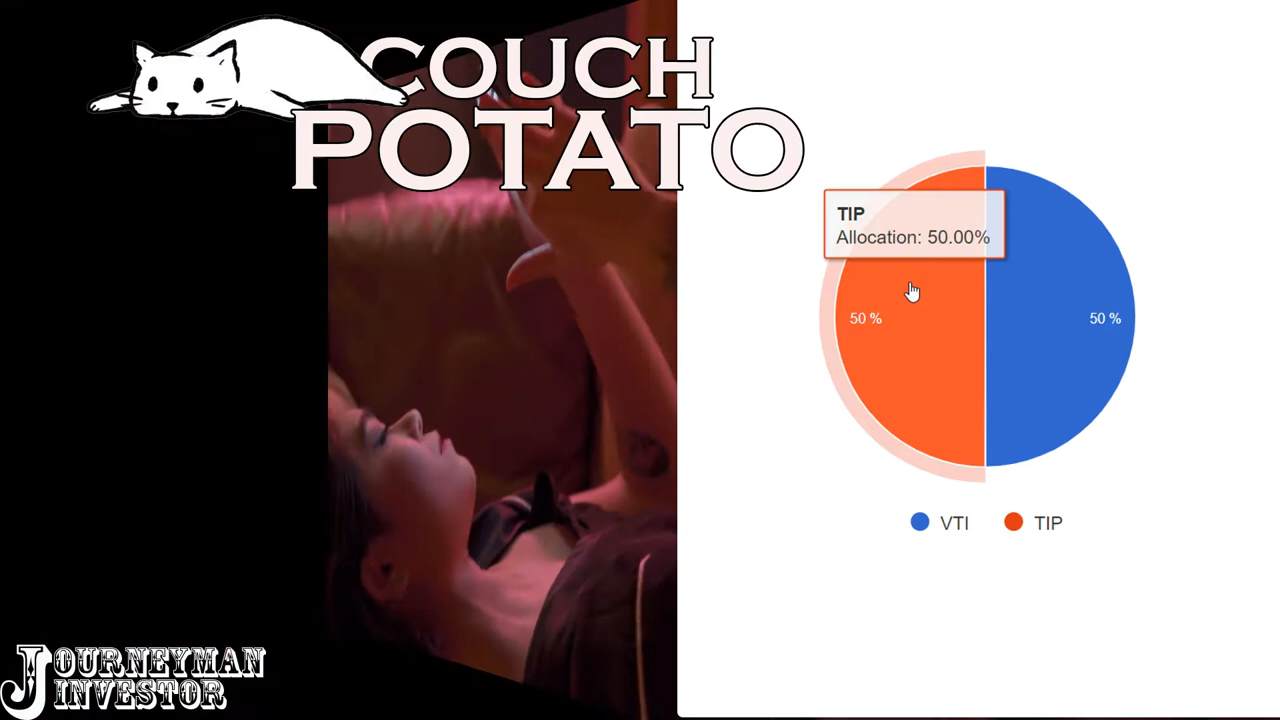 COUCH
POTATO
TIP
Allocation: 50.00%
50 %
50 %
VTI
TIP
JOURNEYMAN
INVESTOR